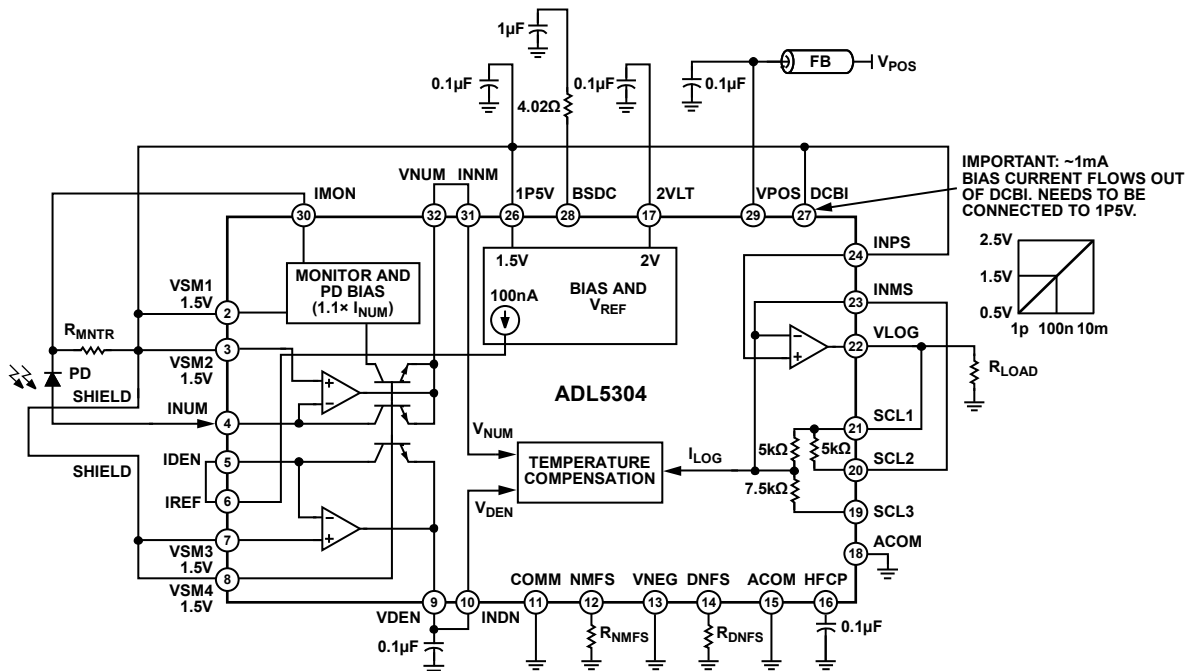 1µF
0.1µF
4.02Ω
0.1µF
0.1µF
FB
VPOS
IMPORTANT: ~1mA
BIAS CURRENT FLOWS OUT
OF DCBI. NEEDS TO BE
CONNECTED TO 1P5V.
IMON
VNUM
INNM
1P5V
BSDC
2VLT
VPOS
DCBI
30
32
31
26
28
17
29
27
MONITOR AND
PD BIAS
(1.1× INUM)
1.5V
2V
100nA
BIAS AND
VREF
VSM1
1.5V
2
RMNTR
3
VSM2
1.5V
PD
SHIELD
INUM
4
SHIELD
IDEN
5
IREF
6
7
VSM3
1.5V
8
VSM4
1.5V
ADL5304
VNUM
VDEN
TEMPERATURE
COMPENSATION
ILOG
5kΩ
5kΩ
7.5kΩ
24
INPS
23
INMS
22
VLOG
21
SCL1
20
SCL2
19
SCL3
18
ACOM
2.5V
1.5V
0.5V
1p 100n 10m
RLOAD
VDEN
9
10
INDN
COMM
11
NMFS
12
VNEG
13
DNFS
14
ACOM
15
HFCP
16
0.1µF
RNMFS
RDNFS
0.1µF